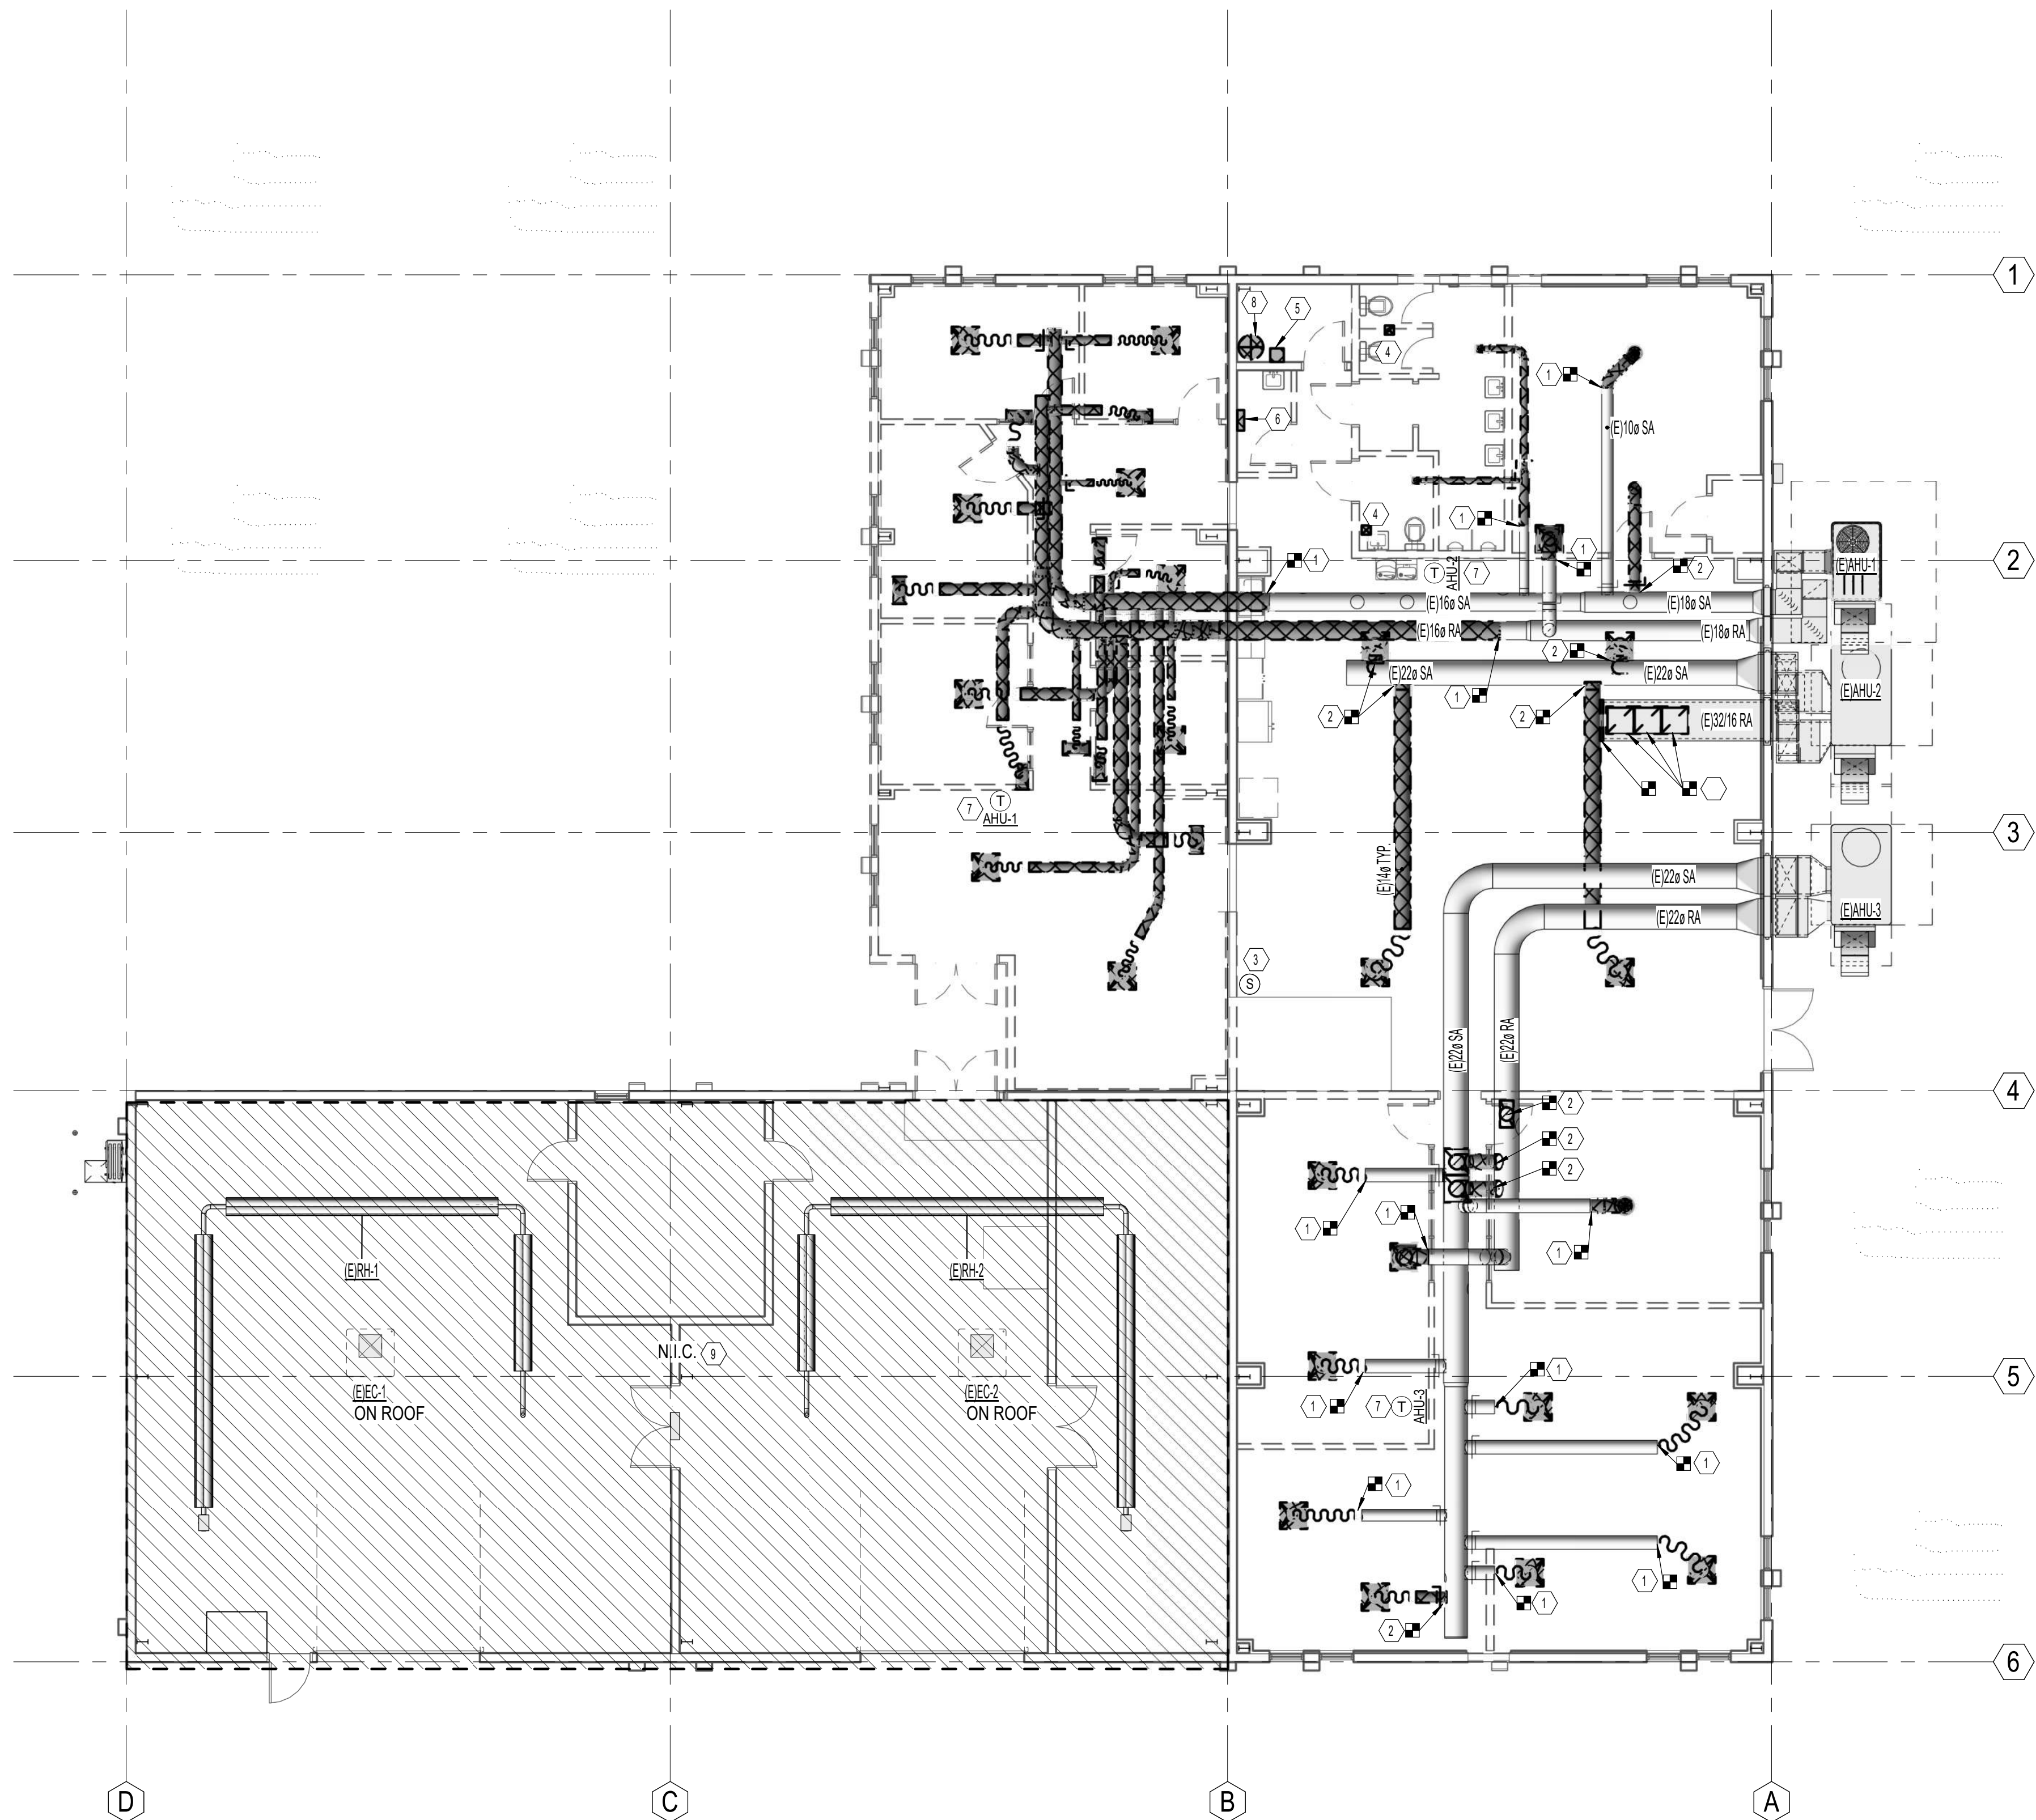 1
8
5
4
1
1
(E)10ø SA
6
4
1
1
1
T
AHU-2
7
2
2
(E)AHU-1
(E)16ø SA
(E)18ø SA
(E)16ø RA
(E)18ø RA
2
(E)22ø SA
(E)22ø SA
1
(E)AHU-2
2
2
(E)32/16 RA
7
T
AHU-1
3
(E)14ø TYP.
(E)22ø SA
(E)22ø RA
(E)AHU-3
3
S
(E)22ø SA
(E)22ø RA
4
2
2
2
1
1
1
(E)RH-1
(E)RH-2
N.I.C.
9
(E)EC-1
ON ROOF
(E)EC-2
ON ROOF
1
5
1
7
T
AHU-3
1
1
1
1
2
6
D
C
B
A